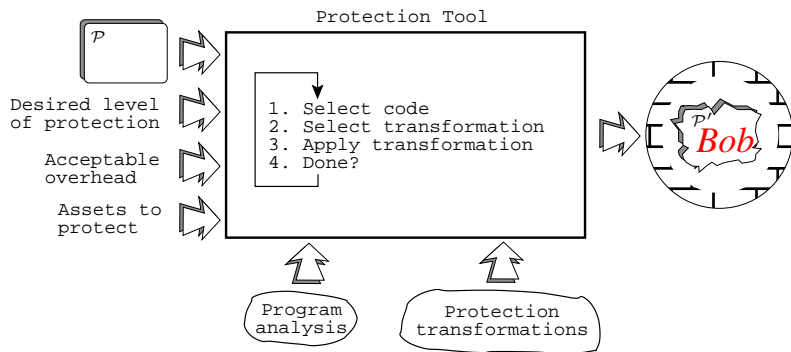 Protection Tool
𝒫
Desired level
of protection
Acceptable
overhead
Assets to
protect
1. Select code
2. Select transformation
3. Apply transformation
4. Done?
𝒫′
Bob
Program
analysis
Protection
transformations